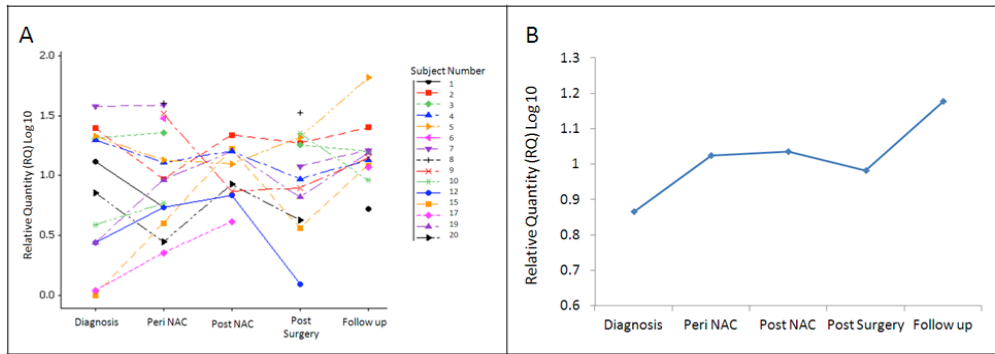 A
Relative Quantity (RQ) Log10
2.0
1.5
1.0
0.5
0.0
Diagnosis
Peri NAC
Post NAC
Post
Surgery
Follow up
Subject Number
1
2
3
4
5
6
7
8
9
10
12
15
17
19
20
B
Relative Quantity (RQ) Log10
1.3
1.2
1.1
1
0.9
0.8
0.7
0.6
Diagnosis
Peri NAC
Post NAC
Post Surgery
Follow up